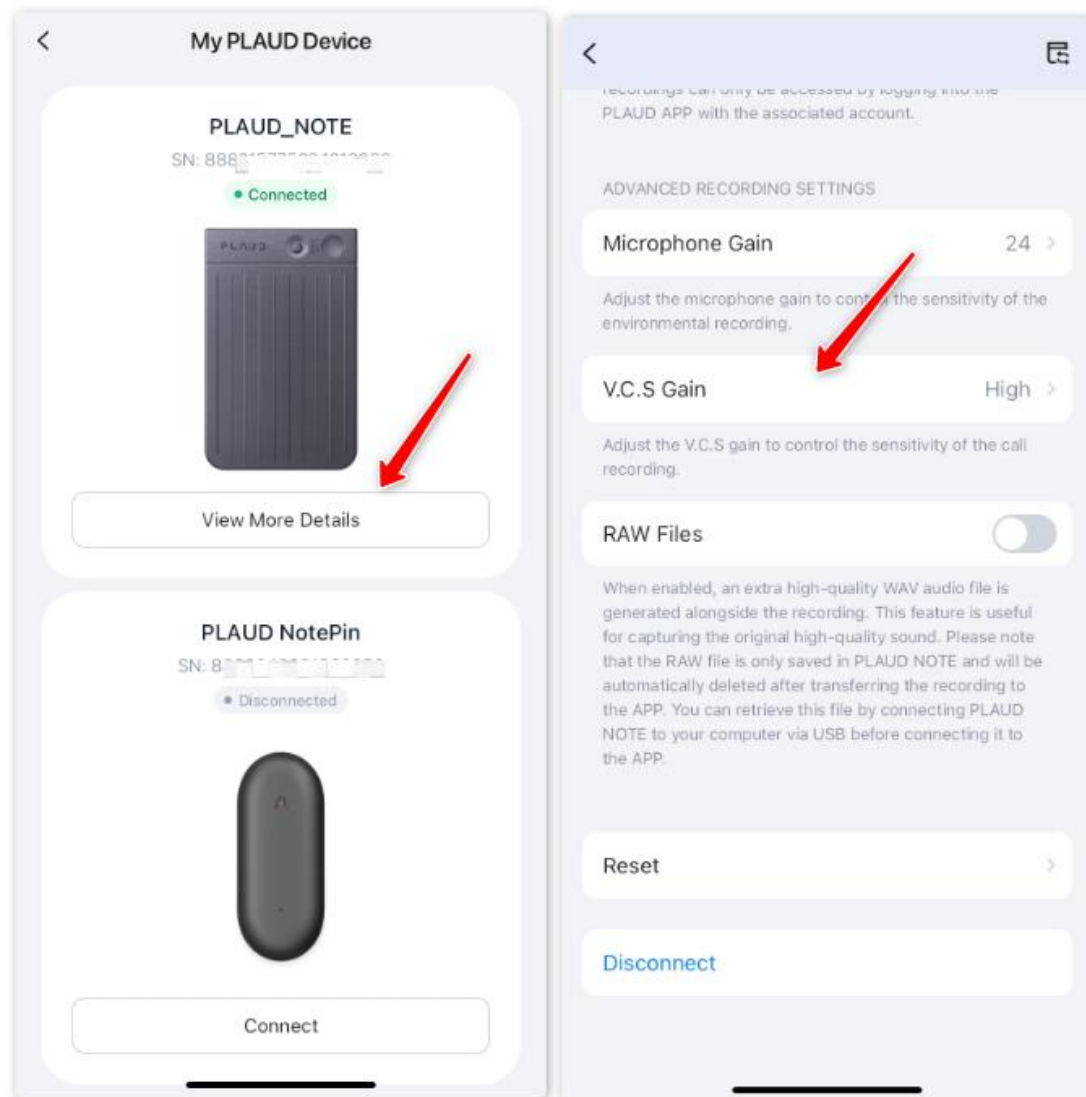 My PLAUD Device
PLAUD_NOTE
SN: 888
Connected
PLAUD
View More Details
PLAUD NotePin
SN: 8
Disconnected
Connect
PLAUD APP with the associated account.
ADVANCED RECORDING SETTINGS
Microphone Gain 24
Adjust the microphone gain to control the sensitivity of the
environmental recording.
V.C.S Gain High
Adjust the V.C.S gain to control the sensitivity of the call
recording.
RAW Files
When enabled, an extra high-quality WAV audio file is
generated alongside the recording. This feature is useful
for capturing the original high-quality sound. Please note
that the RAW file is only saved in PLAUD NOTE and will be
automatically deleted after transferring the recording to
the APP. You can retrieve this file by connecting PLAUD
NOTE to your computer via USB before connecting it to
the APP.
Reset
Disconnect